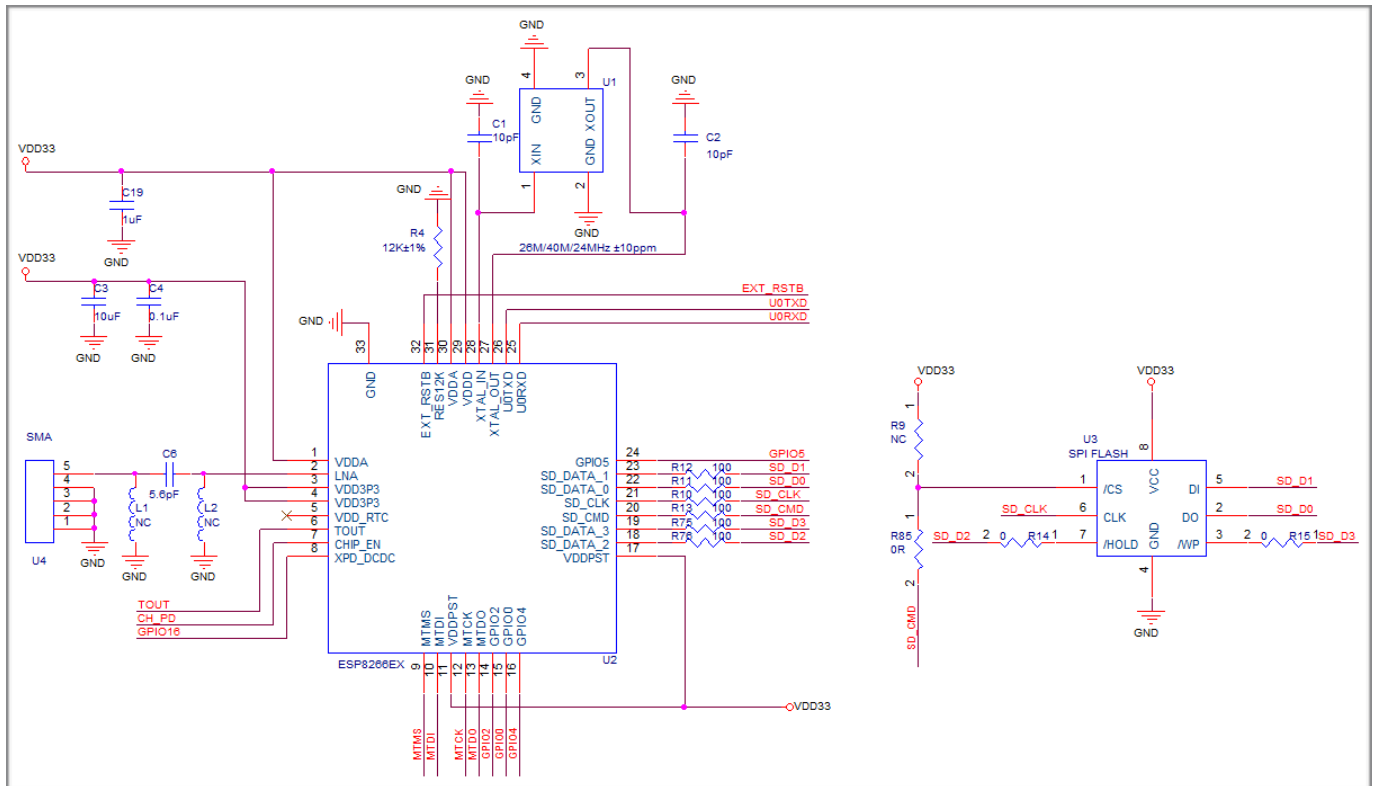 GND
4
3
U1
GND
XOUT
XIN
GND
1
2
GND
GND
C1
10pF
GND
C2
10pF
26M/40M/24MHz ±10ppm
VDD33
C19
1uF
GND
VDD33
C3
10uF
GND
C4
0.1uF
GND
GND
R4
12K±1%
EXT_RSTB
U0TXD
U0RXD
GND
33
32
31
30
29
28
27
26
25
GND
EXT_RSTB
RES12K
VDDA
VDDD
XTAL_IN
XTAL_OUT
U0TXD
U0RXD
SMA
5
4
3
2
1
U4
GND
C6
5.6pF
L1
NC
GND
L2
NC
GND
1 VDDA
2 LNA
3 VDD3P3
4 VDD3P3
5 VDD_RTC
6 TOUT
7 CHIP_EN
8 XPD_DCDC
TOUT
CH_PD
GPIO16
GPIO5 24 GPIO5
SD_DATA_1 23 R12 100 SD_D1
SD_DATA_0 22 R11 100 SD_D0
SD_CLK 21 R10 100 SD_CLK
SD_CMD 20 R13 100 SD_CMD
SD_DATA_3 19 R75 100 SD_D3
SD_DATA_2 18 R76 100 SD_D2
VDDPST 17
MTMS
MTDI
VDDPST
MTCK
MTDO
GPIO2
GPIO0
GPIO4
ESP8266EX
U2
9
10
11
12
13
14
15
16
VDD33
MTMS
MTDI
MTCK
MTDO
GPIO2
GPIO0
GPIO4
VDD33
1
R9
NC
2
1
R85
0R
2
SD_CMD
VDD33
U3
SPI FLASH
8
VCC
1 /CS
DI 5 SD_D1
SD_CLK 6 CLK
DO 2 SD_D0
SD_D2 2 0 R14 1 7 /HOLD
/WP 3 2 0 R15 1 SD_D3
GND
4
GND